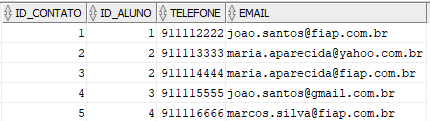 ID_CONTATO ID_ALUNO TELEFONE EMAIL
1 1 911112222 joao.santos@fiap.com.br
2 2 911113333 maria.aparecida@yahoo.com.br
3 2 911114444 maria.aparecida@fiap.com.br
4 3 911115555 joao.santos@gmail.com.br
5 4 911116666 marcos.silva@fiap.com.br